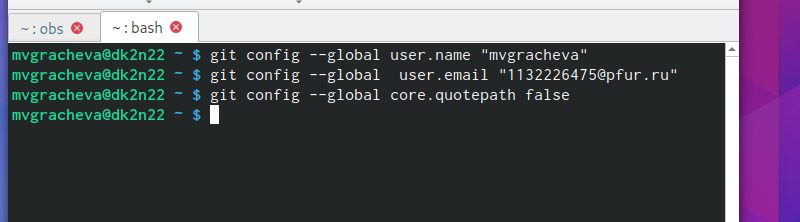 ~ : obs
~ : bash
mvgracheva@dk2n22 ~ $ git config --global user.name "mvgracheva"
mvgracheva@dk2n22 ~ $ git config --global  user.email "1132226475@pfur.ru"
mvgracheva@dk2n22 ~ $ git config --global core.quotepath false
mvgracheva@dk2n22 ~ $